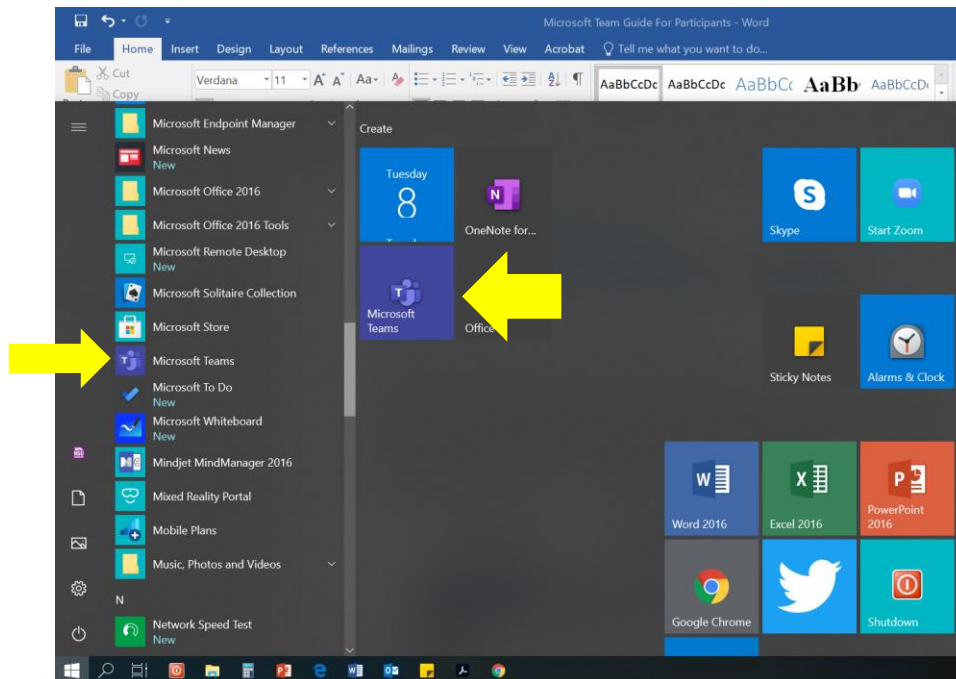 Microsoft Team Guide For Participants - Word
File Home Insert Design Layout References Mailings Review View Acrobat Tell me what you want to do...
Cut
Copy
Verdana 11 Aa
AaBbCcDc AaBbCcDc AaBbCc AaBb AaBbCcDc
Microsoft Endpoint Manager
Microsoft News
New
Microsoft Office 2016
Microsoft Office 2016 Tools
Microsoft Remote Desktop
New
Microsoft Solitaire Collection
Microsoft Store
Microsoft Teams
Microsoft To Do
New
Microsoft Whiteboard
New
Mindjet MindManager 2016
Mixed Reality Portal
Mobile Plans
Music, Photos and Videos
N
Network Speed Test
New
Create
Tuesday
8
OneNote for...
Skype
Start Zoom
Microsoft
Teams
Office
Sticky Notes
Alarms & Clock
Word 2016
Excel 2016
PowerPoint
2016
Google Chrome
Shutdown